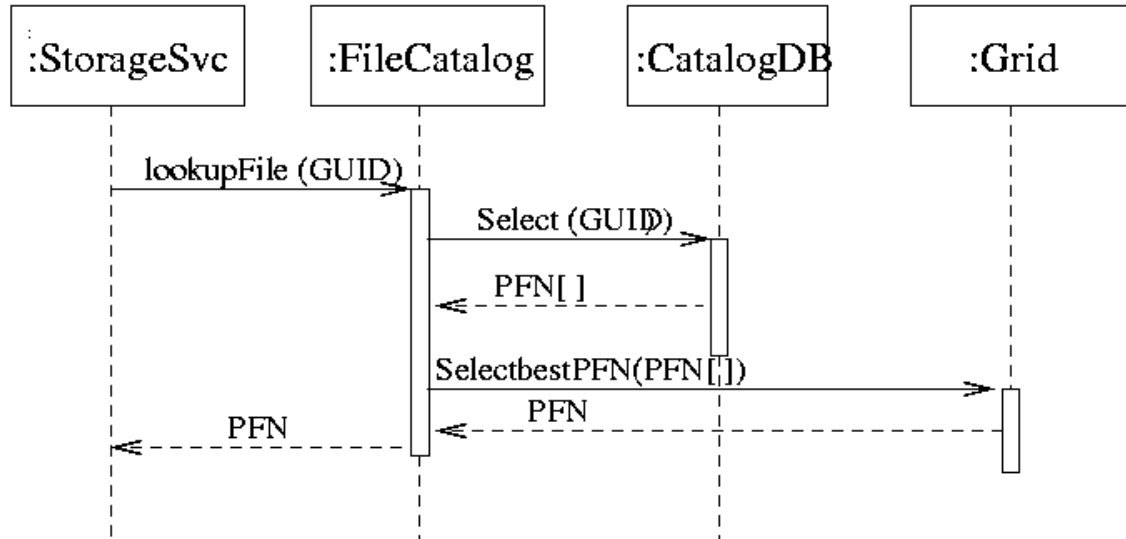 :StorageSvc
:FileCatalog
:CatalogDB
:Grid
lookupFile (GUID)
Select (GUID)
PFN[ ]
SelectbestPFN(PFN[ ])
PFN
PFN